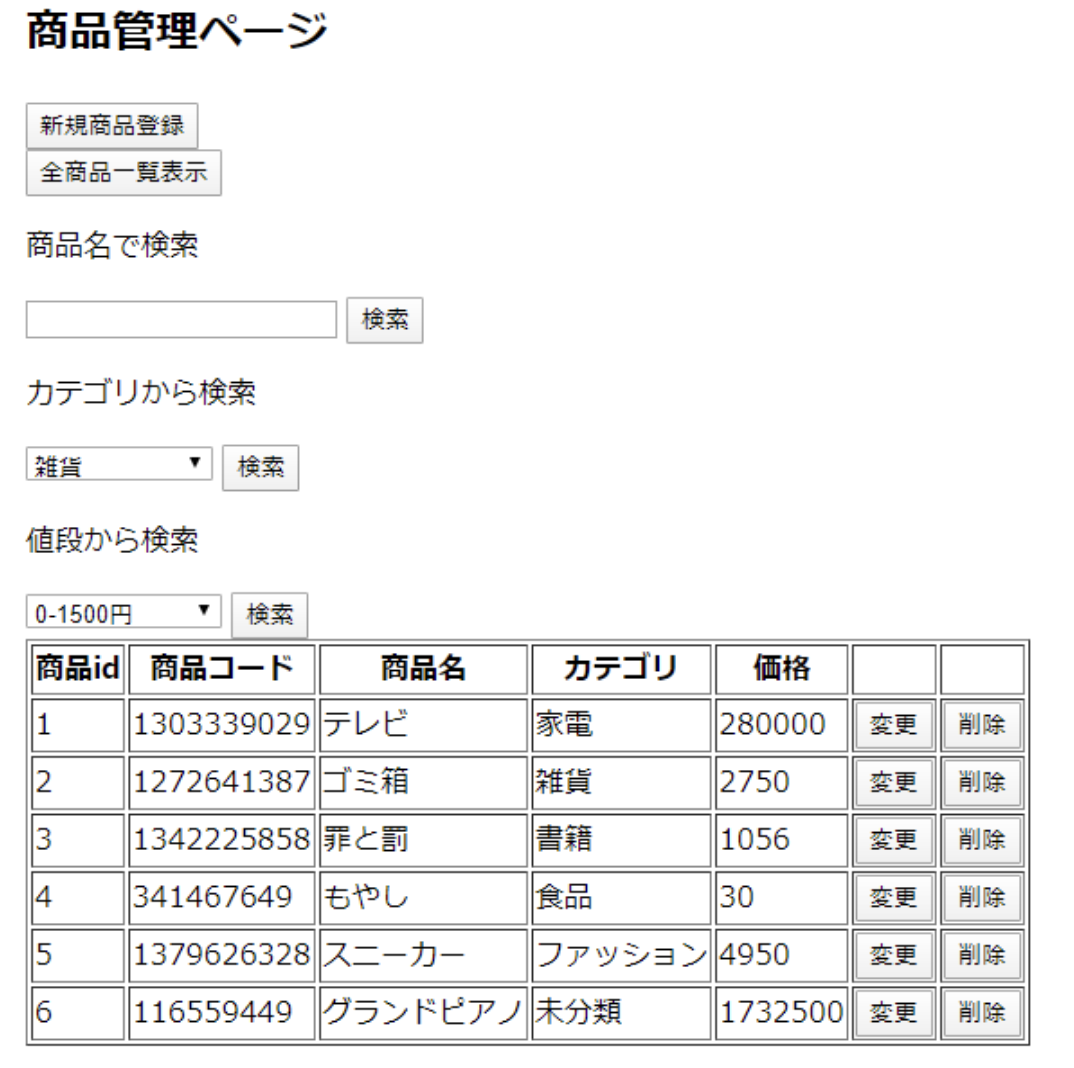 商品管理ページ
新規商品登録
全商品一覧表示
商品名で検索
検索
カテゴリから検索
雑貨 ▼ 検索
値段から検索
0-1500円 ▼ 検索
商品id 商品コード 商品名 カテゴリ 価格
1 1303339029 テレビ 家電 280000 変更 削除
2 1272641387 ゴミ箱 雑貨 2750 変更 削除
3 1342225858 罪と罰 書籍 1056 変更 削除
4 341467649 もやし 食品 30 変更 削除
5 1379626328 スニーカー ファッション 4950 変更 削除
6 116559449 グランドピアノ 未分類 1732500 変更 削除